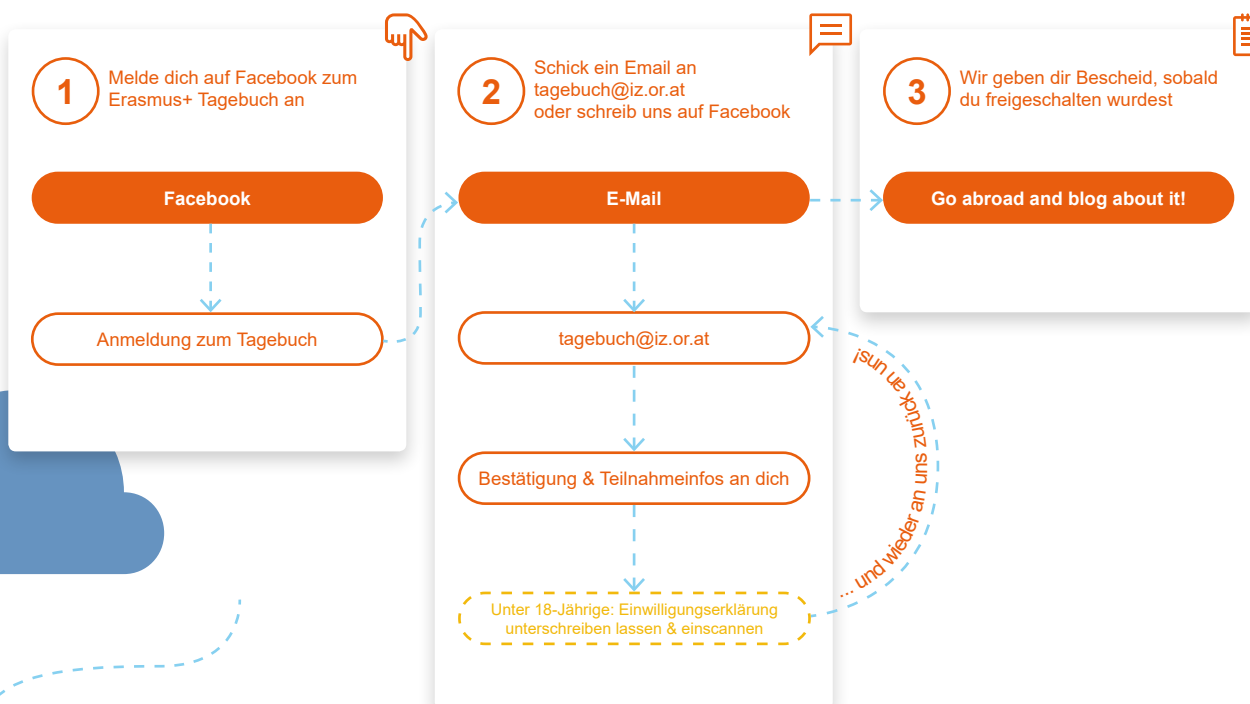 1
Melde dich auf Facebook zum
Erasmus+ Tagebuch an
Facebook
Anmeldung zum Tagebuch
2
Schick ein Email an
tagebuch@iz.or.at
oder schreib uns auf Facebook
E-Mail
tagebuch@iz.or.at
Bestätigung & Teilnahmeinfos an dich
Unter 18-Jährige: Einwilligungserklärung
unterschreiben lassen & einscannen
... und wieder an uns zurück an uns!
3
Wir geben dir Bescheid, sobald
du freigeschalten wurdest
Go abroad and blog about it!